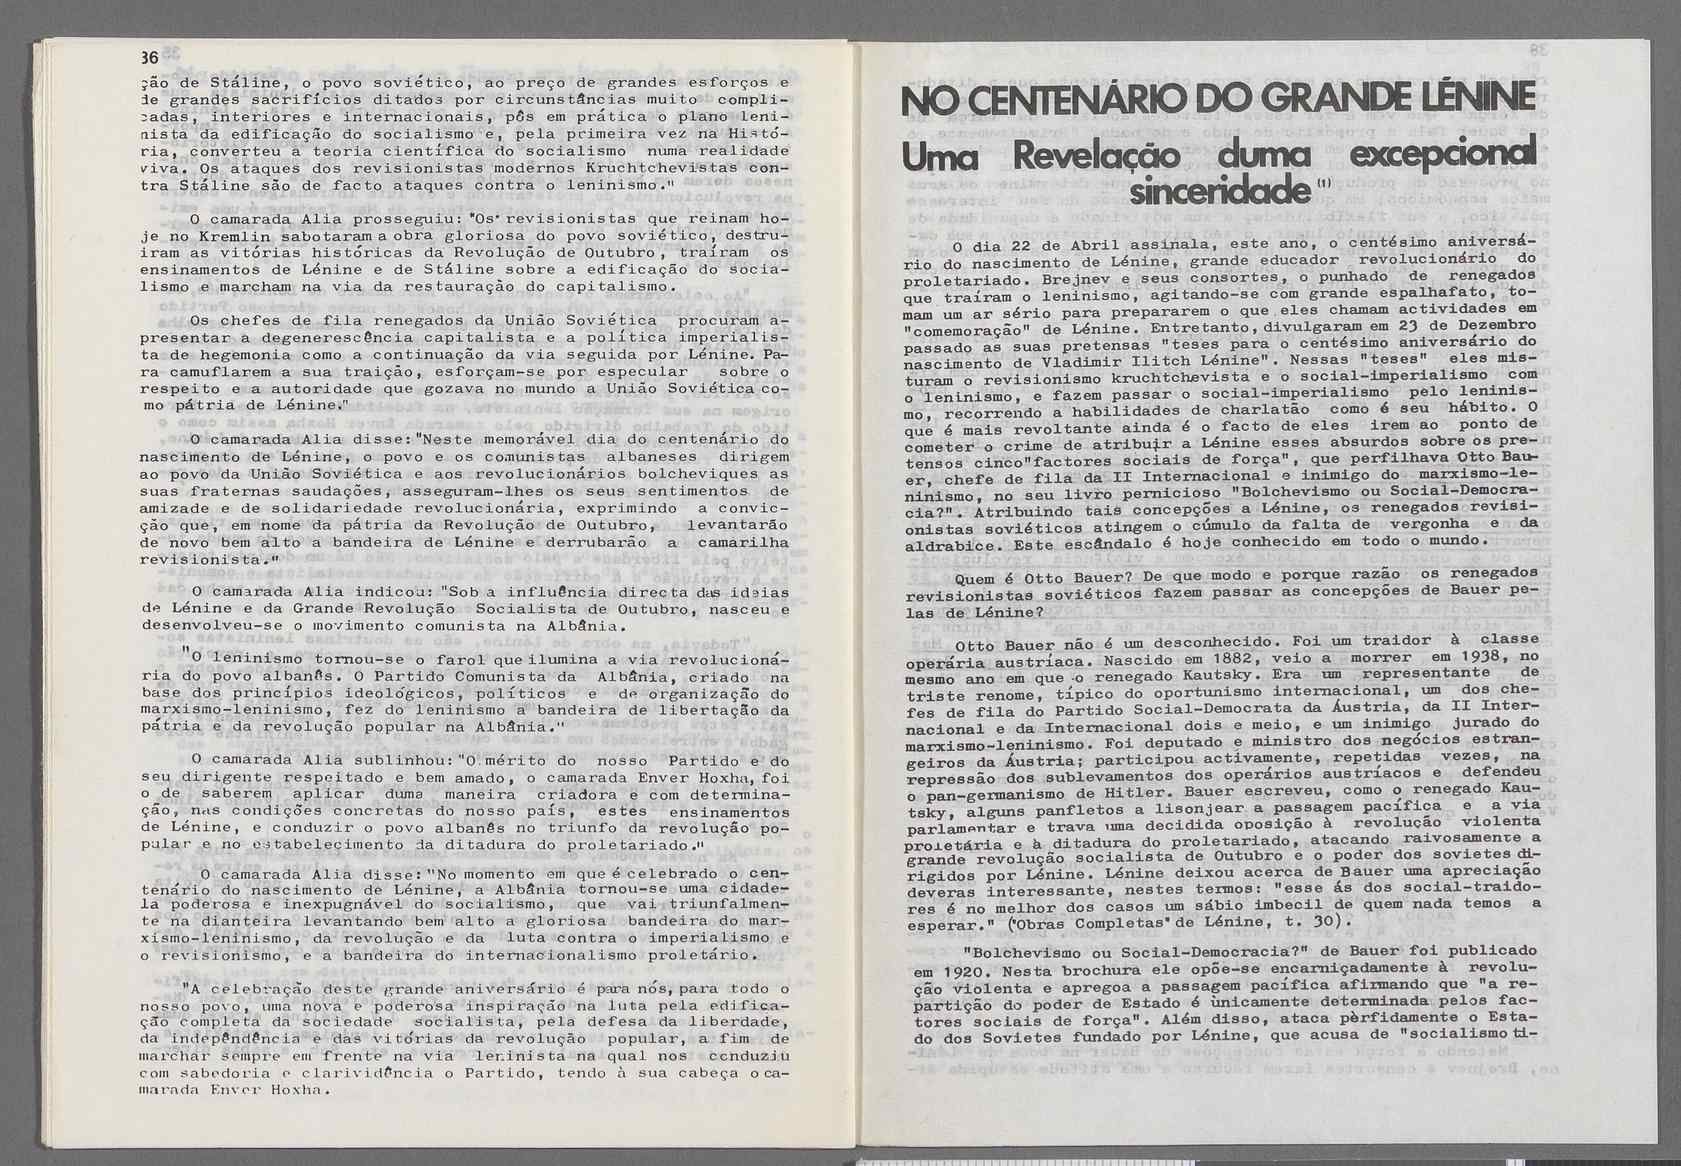 36
ção de Stáline, o povo soviético, ao preço de grandes esforços e
de grandes sacrifícios ditados por circunstâncias muito compli-
cadas, interiores e internacionais, pôs em prática o plano leni-
nista da edificação do socialismo e, pela primeira vez na Histó-
ria, converteu a teoria científica do socialismo numa realidade
viva. Os ataques dos revisionistas modernos Kruchtchevistas con-
tra Stáline são de facto ataques contra o leninismo."
O camarada Alia prosseguiu: "Os revisionistas que reinam ho-
je no Kremlin sabotaram a obra gloriosa do povo soviético, destru-
iram as vitórias históricas da Revolução de Outubro, traíram os
ensinamentos de Lénine e de Stáline sobre a edificação do socia-
lismo e marcham na via da restauração do capitalismo.
Os chefes de fila renegados da União Soviética procuram a-
presentar a degenerescência capitalista e a política imperialis-
ta de hegemonia como a continuação da via seguida por Lénine. Pa-
ra camuflarem a sua traição, esforçam-se por especular sobre o
respeito e a autoridade que gozava no mundo a União Soviética co-
mo pátria de Lénine."
O camarada Alia disse: "Neste memorável dia do centenário do
nascimento de Lénine, o povo e os comunistas albaneses dirigem
ao povo da União Soviética e aos revolucionários bolcheviques as
suas fraternas saudações, asseguram-lhes os seus sentimentos de
amizade e de solidariedade revolucionária, exprimindo a convic-
ção que, em nome da pátria da Revolução de Outubro, levantarão
de novo bem alto a bandeira de Lénine e derrubarão a camarilha
revisionista."
O camarada Alia indicou: "Sob a influência directa das ideias
de Lénine e da Grande Revolução Socialista de Outubro, nasceu e
desenvolveu-se o movimento comunista na Albânia.
"O leninismo tornou-se o farol que ilumina a via revolucioná-
ria do povo albanês. O Partido Comunista da Albânia, criado na
base dos princípios ideológicos, políticos e de organização do
marxismo-leninismo, fez do leninismo a bandeira de libertação da
pátria e da revolução popular na Albânia."
O camarada Alia sublinhou: "O mérito do nosso Partido e do
seu dirigente respeitado e bem amado, o camarada Enver Hoxha, foi
o de saberem aplicar duma maneira criadora e com determina-
ção, nas condições concretas do nosso país, estes ensinamentos
de Lénine, e conduzir o povo albanês no triunfo da revolução po-
pular e no estabelecimento da ditadura do proletariado."
O camarada Alia disse: "No momento em que é celebrado o cen-
tenário do nascimento de Lénine, a Albânia tornou-se uma cidade-
la poderosa e inexpugnável do socialismo, que vai triunfalmen-
te na dianteira levantando bem alto a gloriosa bandeira do mar-
xismo-leninismo, da revolução e da luta contra o imperialismo e
o revisionismo, e a bandeira do internacionalismo proletário.
"A celebração deste grande aniversário é para nós, para todo o
nosso povo, uma nova e poderosa inspiração na luta pela edifica-
ção completa da sociedade socialista, pela defesa da liberdade,
da indepêndência e das vitórias da revolução popular, a fim de
marchar sempre em frente na via leninista na qual nos conduziu
com sabedoria e clarividência o Partido, tendo à sua cabeça o ca-
marada Enver Hoxha.
NO CENTENÁRIO DO GRANDE LÉNINE
Uma Revelação duma excepcional
sinceridade (1)
O dia 22 de Abril assinala, este ano, o centésimo aniversá-
rio do nascimento de Lénine, grande educador revolucionário do
proletariado. Brejnev e seus consortes, o punhado de renegados
que traíram o leninismo, agitando-se com grande espalhafato, to-
mam um ar sério para prepararem o que eles chamam actividades em
"comemoração" de Lénine. Entretanto, divulgaram em 23 de Dezembro
passado as suas pretensas "teses para o centésimo aniversário do
nascimento de Vladimir Ilitch Lénine". Nessas "teses" eles mis-
turam o revisionismo kruchtchevista e o social-imperialismo com
o leninismo, e fazem passar o social-imperialismo pelo leninis-
mo, recorrendo a habilidades de charlatão como é seu hábito. O
que é mais revoltante ainda é o facto de eles irem ao ponto de
cometer o crime de atribuir a Lénine esses absurdos sobre os pre-
tensos cinco"factores sociais de força", que perfilhava Otto Bau-
er, chefe de fila da II Internacional e inimigo do marxismo-le-
ninismo, no seu livro pernicioso "Bolchevismo ou Social-Democra-
cia?". Atribuindo tais concepções a Lénine, os renegados revisi-
onistas soviéticos atingem o cúmulo da falta de vergonha e da
aldrabice. Este escândalo é hoje conhecido em todo o mundo.
Quem é Otto Bauer? De que modo e porque razão os renegados
revisionistas soviéticos fazem passar as concepções de Bauer pe-
las de Lénine?
Otto Bauer não é um desconhecido. Foi um traidor à classe
operária austríaca. Nascido em 1882, veio a morrer em 1938, no
mesmo ano em que o renegado Kautsky. Era um representante de
triste renome, típico do oportunismo internacional, um dos che-
fes de fila do Partido Social-Democrata da Áustria, da II Inter-
nacional e da Internacional dois e meio, e um inimigo jurado do
marxismo-leninismo. Foi deputado e ministro dos negócios estran-
geiros da Áustria; participou activamente, repetidas vezes, na
repressão dos sublevamentos dos operários austríacos e defendeu
o pan-germanismo de Hitler. Bauer escreveu, como o renegado Kau-
tsky, alguns panfletos a lisonjear a passagem pacífica e a via
parlamentar e trava uma decidida oposição à revolução violenta
proletária e à ditadura do proletariado, atacando raivosamente a
grande revolução socialista de Outubro e o poder dos sovietes di-
rigidos por Lénine. Lénine deixou acerca de Bauer uma apreciação
deveras interessante, nestes termos: "esse ás dos social-traido-
res é no melhor dos casos um sábio imbecil de quem nada temos a
esperar." ("Obras Completas" de Lénine, t. 30).
"Bolchevismo ou Social-Democracia?" de Bauer foi publicado
em 1920. Nesta brochura ele opõe-se encarniçadamente à revolu-
ção violenta e apregoa a passagem pacífica afirmando que "a re-
partição do poder de Estado é ùnicamente determinada pelos fac-
tores sociais de força". Além disso, ataca pèrfidamente o Esta-
do dos Sovietes fundado por Lénine, que acusa de "socialismo ti-